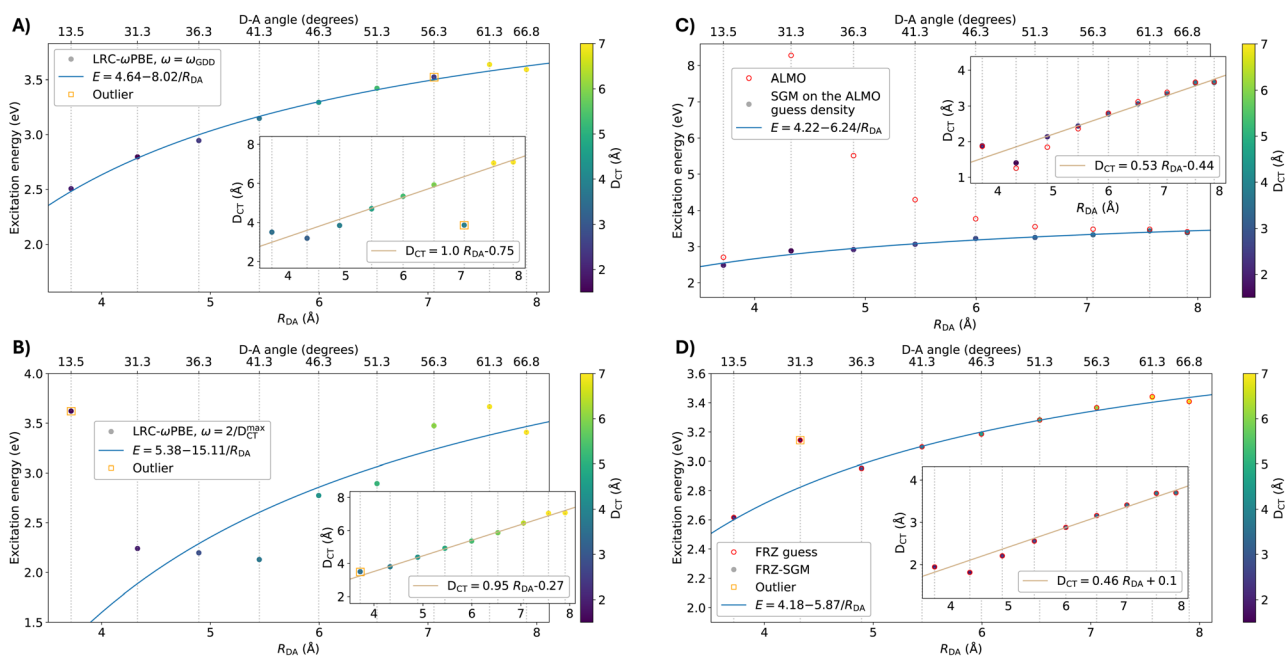 A)
D-A angle (degrees)
13.5 31.3 36.3 41.3 46.3 51.3 56.3 61.3 66.8
LRC-ωPBE, ω = ω_GDD
E = 4.64−8.02/R_DA
Outlier
Excitation energy (eV)
3.5
3.0
2.5
2.0
D_CT (Å)
8
6
4
2
D_CT = 1.0 R_DA-0.75
4 5 6 7 8
4 5 6 7 8
R_DA (Å)
7
6
5
4
3
2
D_CT (Å)
B)
D-A angle (degrees)
13.5 31.3 36.3 41.3 46.3 51.3 56.3 61.3 66.8
4.0
3.5
3.0
2.5
2.0
1.5
Excitation energy (eV)
LRC-ωPBE, ω = 2/D_CT^max
E = 5.38−15.11/R_DA
Outlier
D_CT (Å)
8
6
4
2
D_CT = 0.95 R_DA-0.27
4 5 6 7 8
4 5 6 7 8
R_DA (Å)
7
6
5
4
3
2
D_CT (Å)
C)
D-A angle (degrees)
13.5 31.3 36.3 41.3 46.3 51.3 56.3 61.3 66.8
8
7
6
5
4
3
2
Excitation energy (eV)
ALMO
SGM on the ALMO
guess density
E = 4.22−6.24/R_DA
D_CT (Å)
4
3
2
1
D_CT = 0.53 R_DA-0.44
4 5 6 7 8
R_DA (Å)
4 5 6 7 8
R_DA (Å)
7
6
5
4
3
2
D_CT (Å)
D)
D-A angle (degrees)
13.5 31.3 36.3 41.3 46.3 51.3 56.3 61.3 66.8
3.6
3.4
3.2
3.0
2.8
2.6
2.4
2.2
2.0
Excitation energy (eV)
FRZ guess
FRZ-SGM
Outlier
E = 4.18−5.87/R_DA
D_CT (Å)
4
3
2
D_CT = 0.46 R_DA + 0.1
4 5 6 7 8
4 5 6 7 8
R_DA (Å)
7
6
5
4
3
2
D_CT (Å)